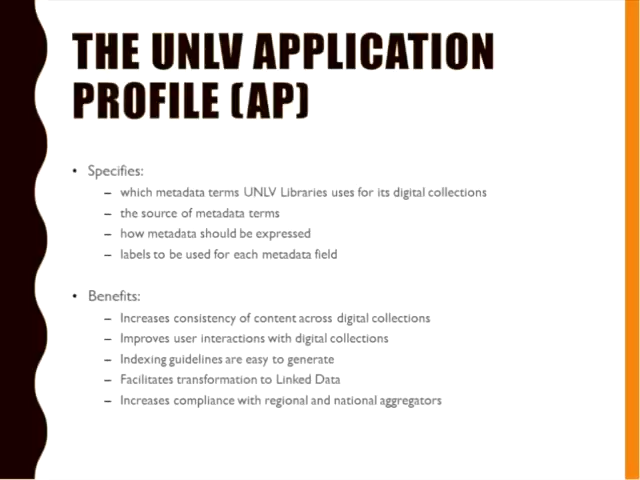 THE UNLV APPLICATION
PROFILE (AP)
• Specifies:
– which metadata terms UNLV Libraries uses for its digital collections
– the source of metadata terms
– how metadata should be expressed
– labels to be used for each metadata field
• Benefits:
– Increases consistency of content across digital collections
– Improves user interactions with digital collections
– Indexing guidelines are easy to generate
– Facilitates transformation to Linked Data
– Increases compliance with regional and national aggregators